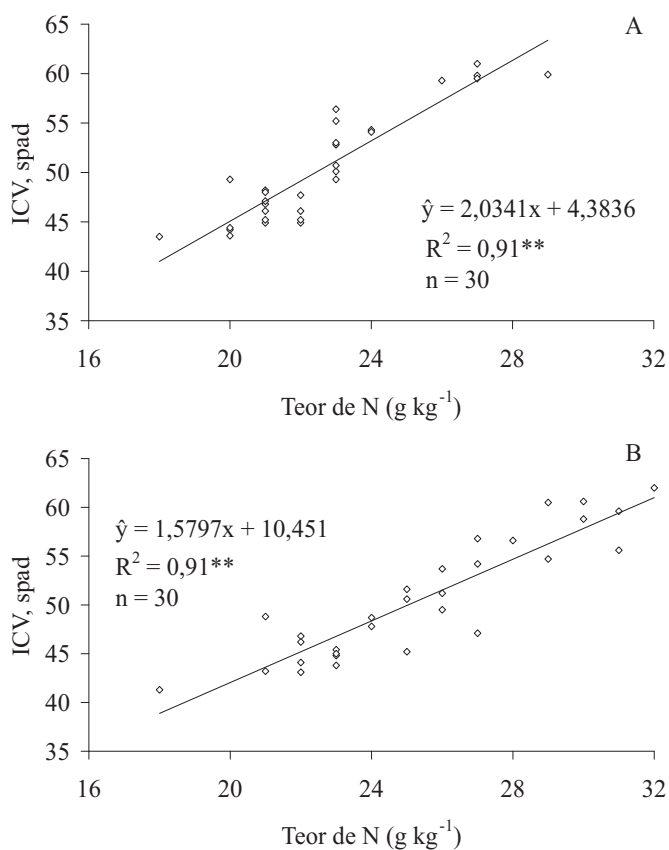 A
65
60
55
50
45
40
35
ICV, spad
ŷ = 2,0341x + 4,3836
R² = 0,91**
n = 30
16 20 24 28 32
Teor de N (g kg⁻¹)
B
65
60
55
50
45
40
35
ICV, spad
ŷ = 1,5797x + 10,451
R² = 0,91**
n = 30
16 20 24 28 32
Teor de N (g kg⁻¹)